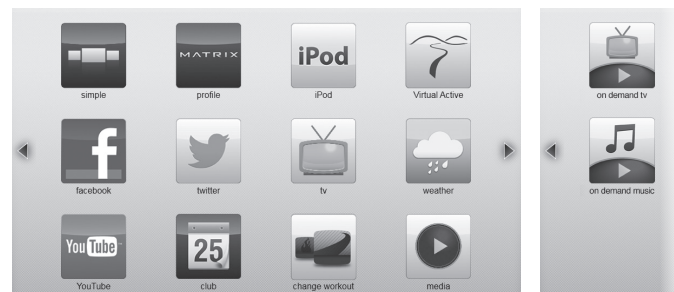 MATRIX
iPod
simple
profile
iPod
Virtual Active
f
facebook
twitter
tv
weather
You Tube
25
YouTube
club
change workout
media
on demand tv
on demand music